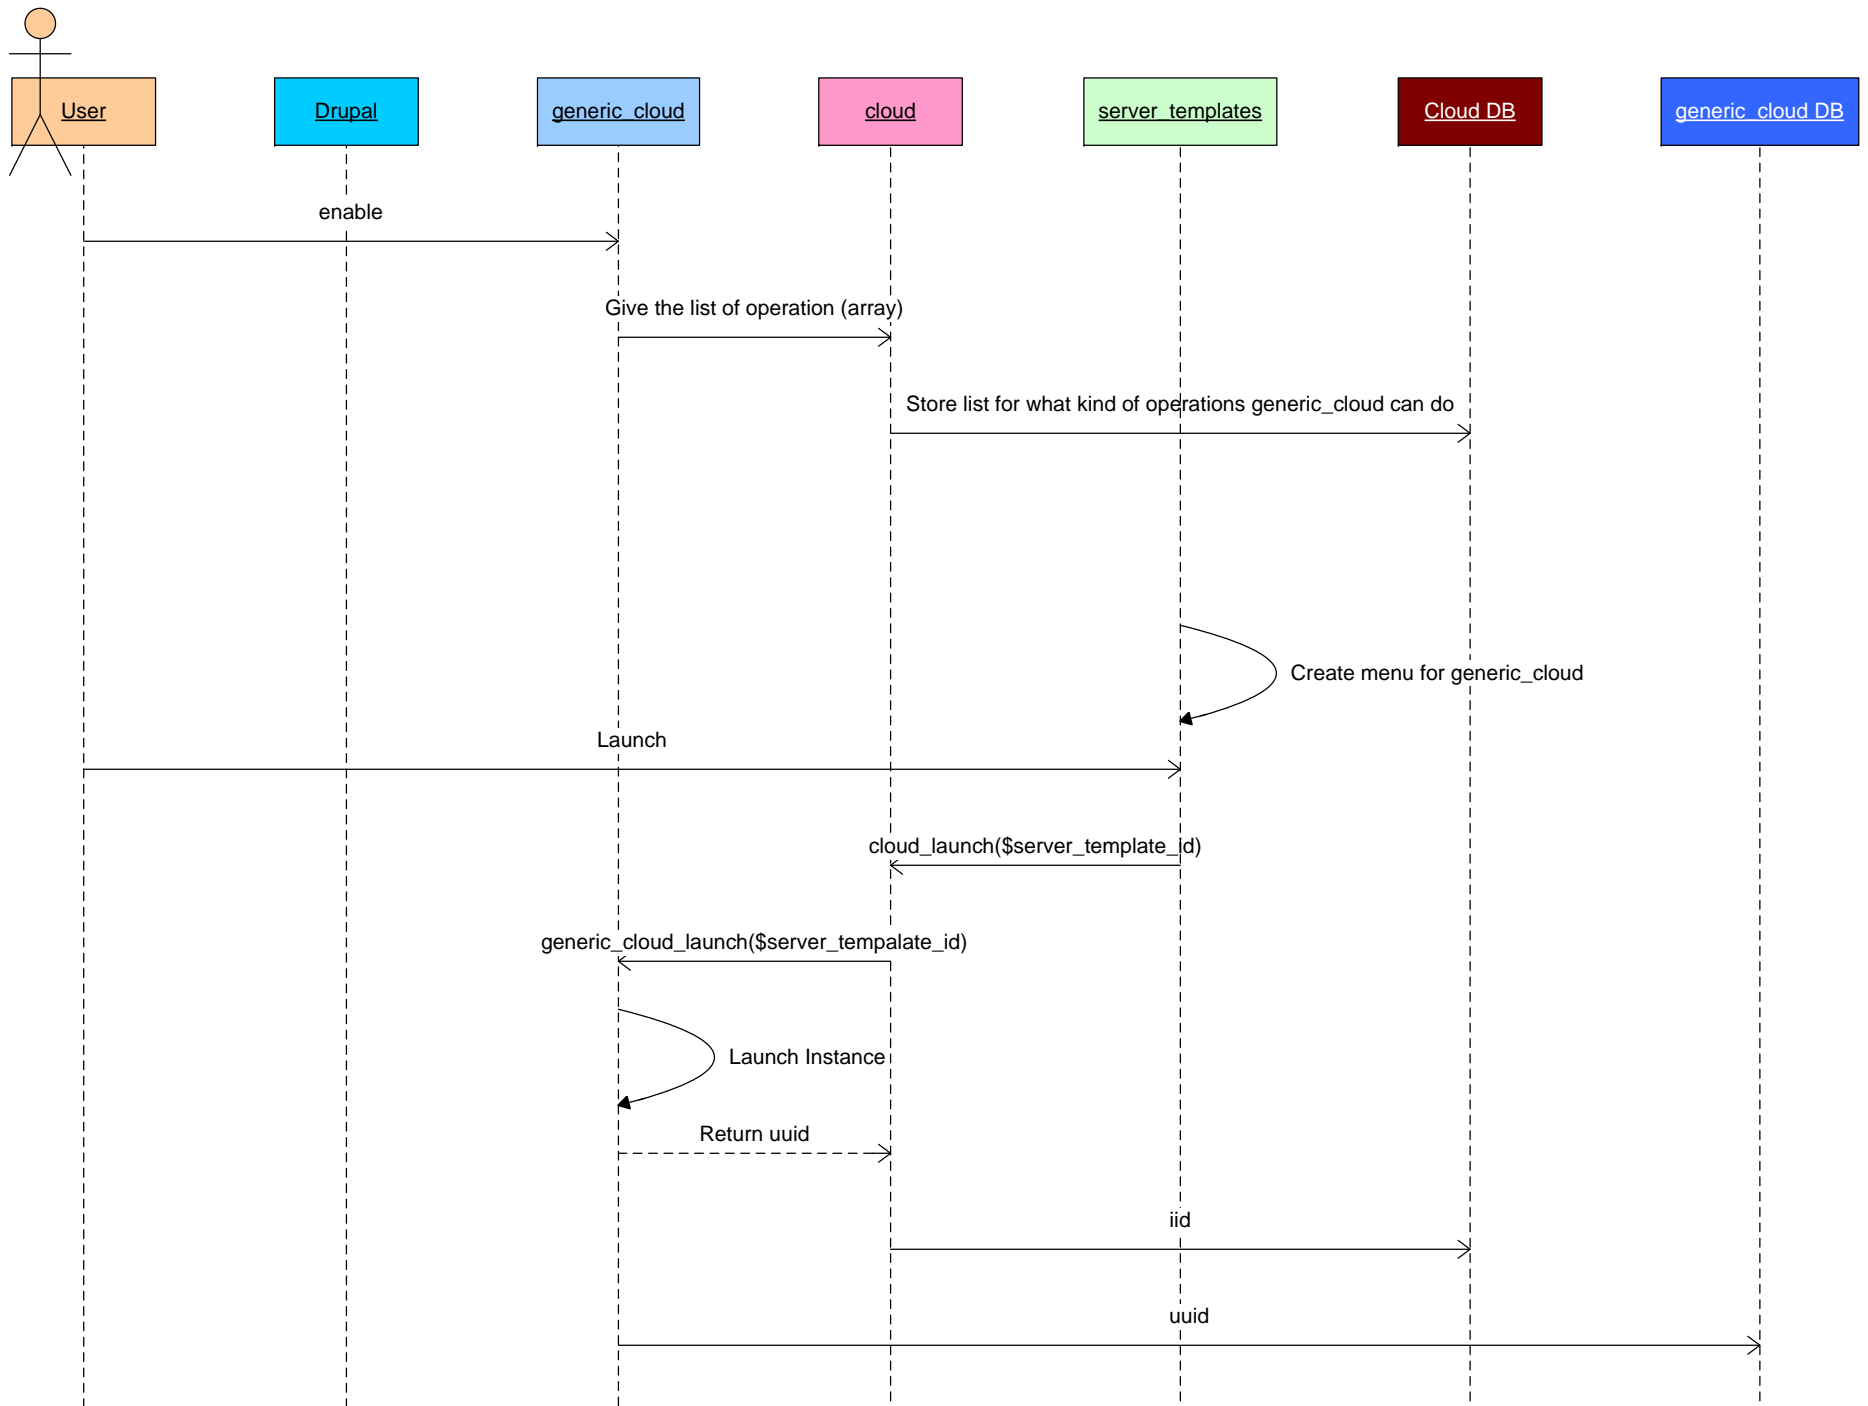 User
Drupal
generic_cloud
cloud
server_templates
Cloud DB
generic_cloud DB
enable
Give the list of operation (array)
Store list for what kind of operations generic_cloud can do
Create menu for generic_cloud
Launch
cloud_launch($server_template_id)
generic_cloud_launch($server_tempalate_id)
Launch Instance
Return uuid
iid
uuid